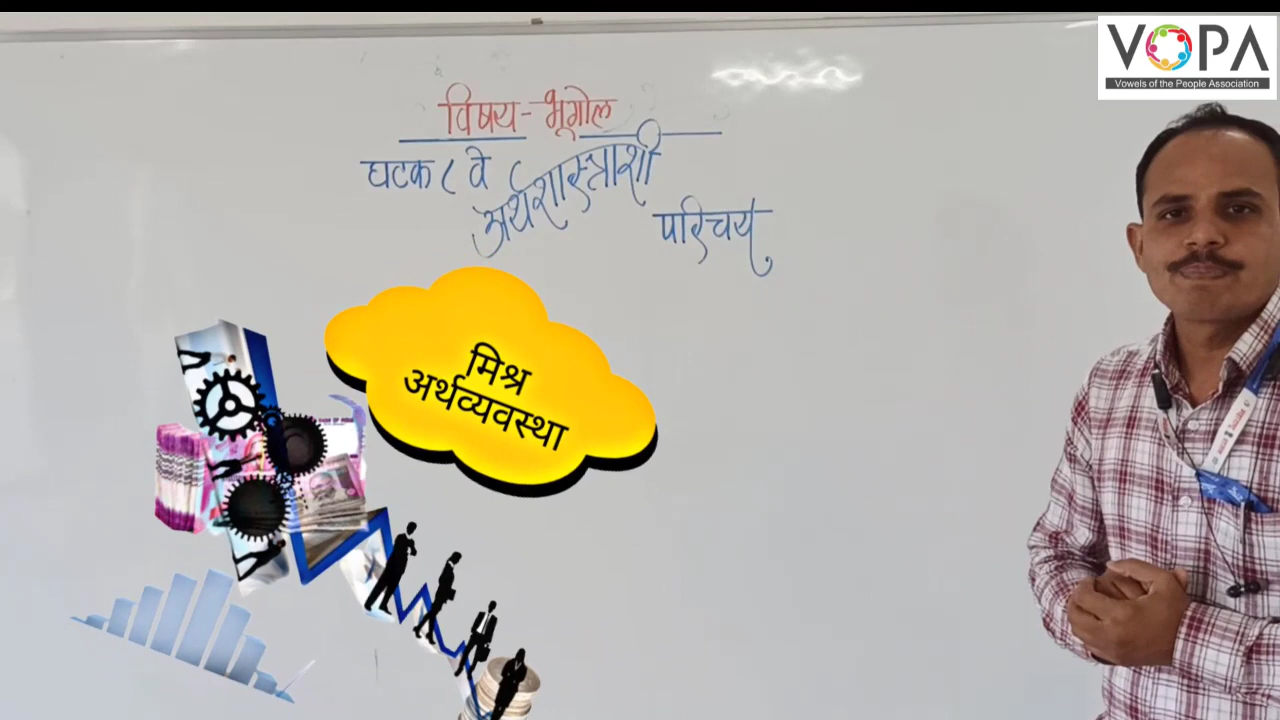 VOPA
Vowels of the People Association
विषय - भूगोल
घटक ८ वे
अर्थशास्त्राशी
परिचय
मिश्र
अर्थव्यवस्था